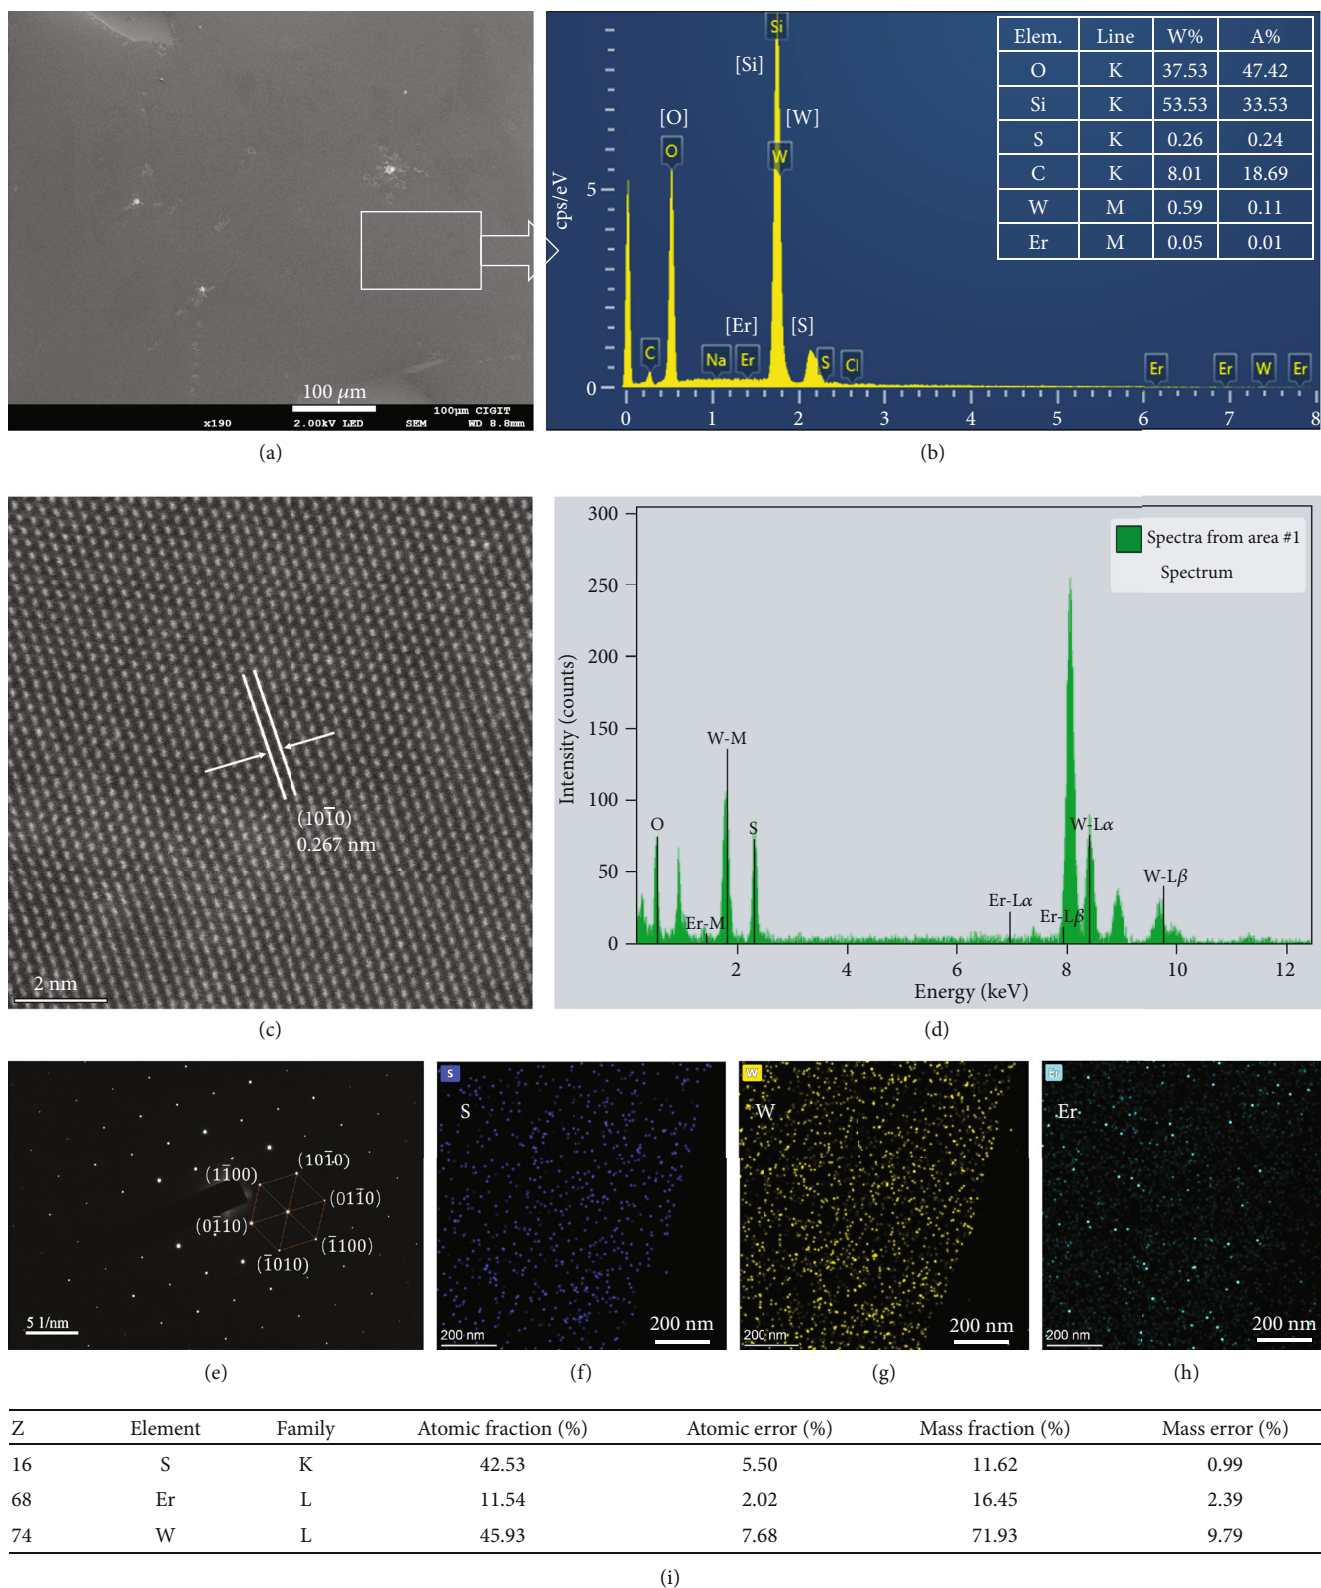 100 μm
100μm CIGIT
x190 2.00kV LED SEM WD 8.8mm
(a)
Elem. Line W% A%
O K 37.53 47.42
Si K 53.53 33.53
S K 0.26 0.24
C K 8.01 18.69
W M 0.59 0.11
Er M 0.05 0.01
Si
[Si]
[O] [W]
O W
cps/eV
5
[Er] [S]
C Na Er S Cl Er Er W Er
0
0 1 2 3 4 5 6 7 8
(b)
(101̅0)
0.267 nm
2 nm
(c)
300
250
200
150
100
50
0
Intensity (counts)
Spectra from area #1
Spectrum
W-M
O S W-Lα
Er-M Er-Lα Er-Lβ W-Lβ
2 4 6 8 10 12
Energy (keV)
(d)
(11̅00) (101̅0)
(011̅0)
(01̅10)
(1̅100)
(1̅010)
5 1/nm
(e)
S
S
200 nm 200 nm
(f)
W
W
200 nm 200 nm
(g)
Er
Er
200 nm 200 nm
(h)
Z Element Family Atomic fraction (%) Atomic error (%) Mass fraction (%) Mass error (%)
16 S K 42.53 5.50 11.62 0.99
68 Er L 11.54 2.02 16.45 2.39
74 W L 45.93 7.68 71.93 9.79
(i)